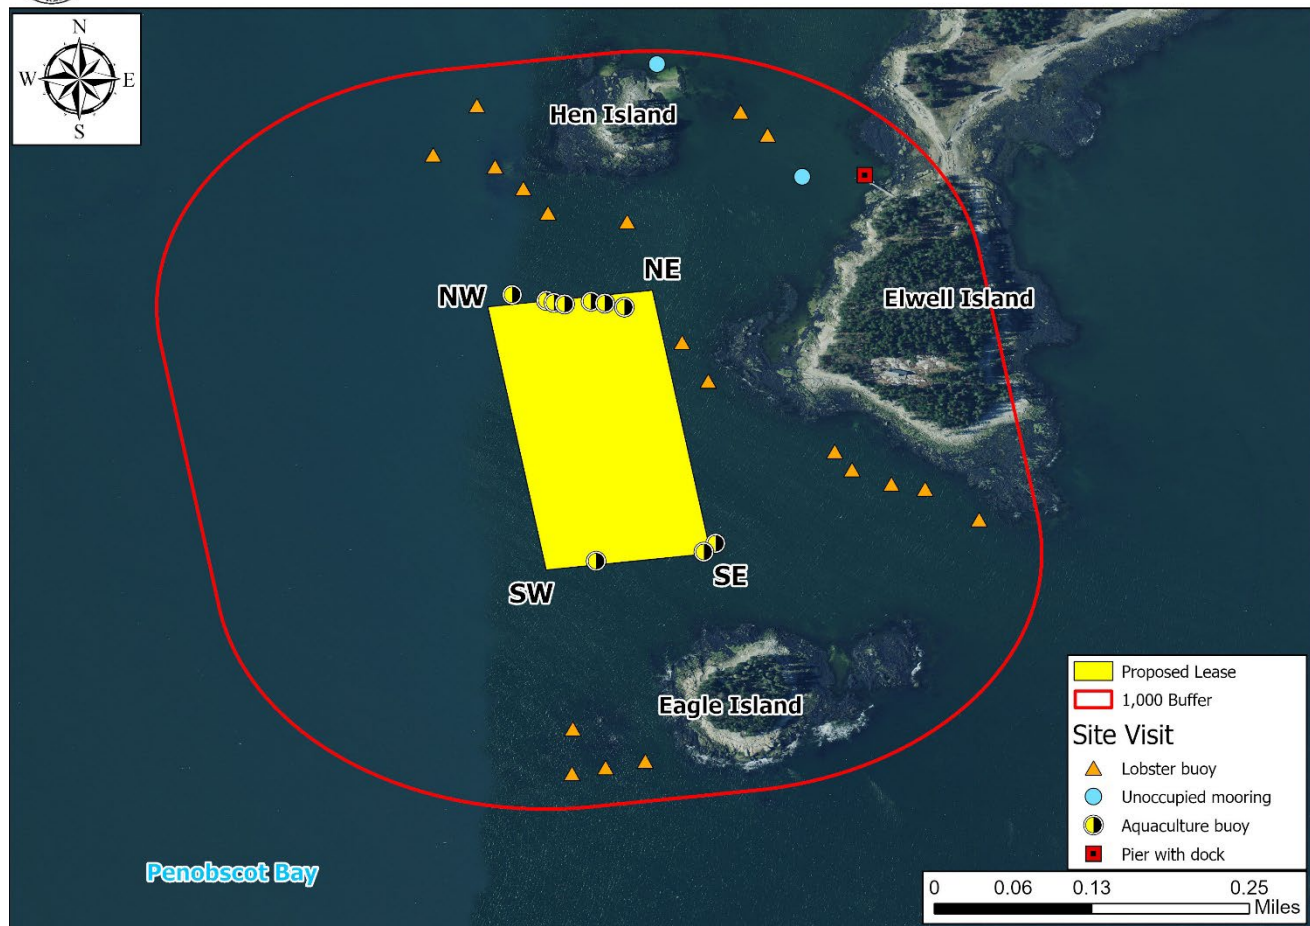 N
W E
S
Hen Island
NE
NW
Elwell Island
SW
SE
Eagle Island
Penobscot Bay
Proposed Lease
1,000 Buffer
Site Visit
Lobster buoy
Unoccupied mooring
Aquaculture buoy
Pier with dock
0 0.06 0.13 0.25
Miles